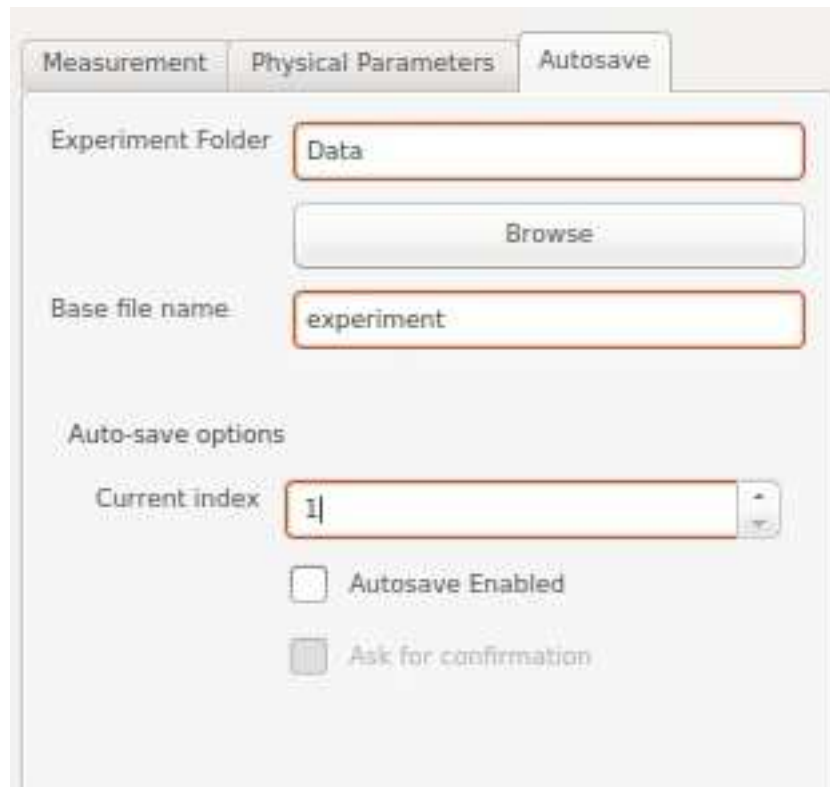 Measurement Physical Parameters Autosave
Experiment Folder Data
Browse
Base file name experiment
Auto-save options
Current index 1
Autosave Enabled
Ask for confirmation